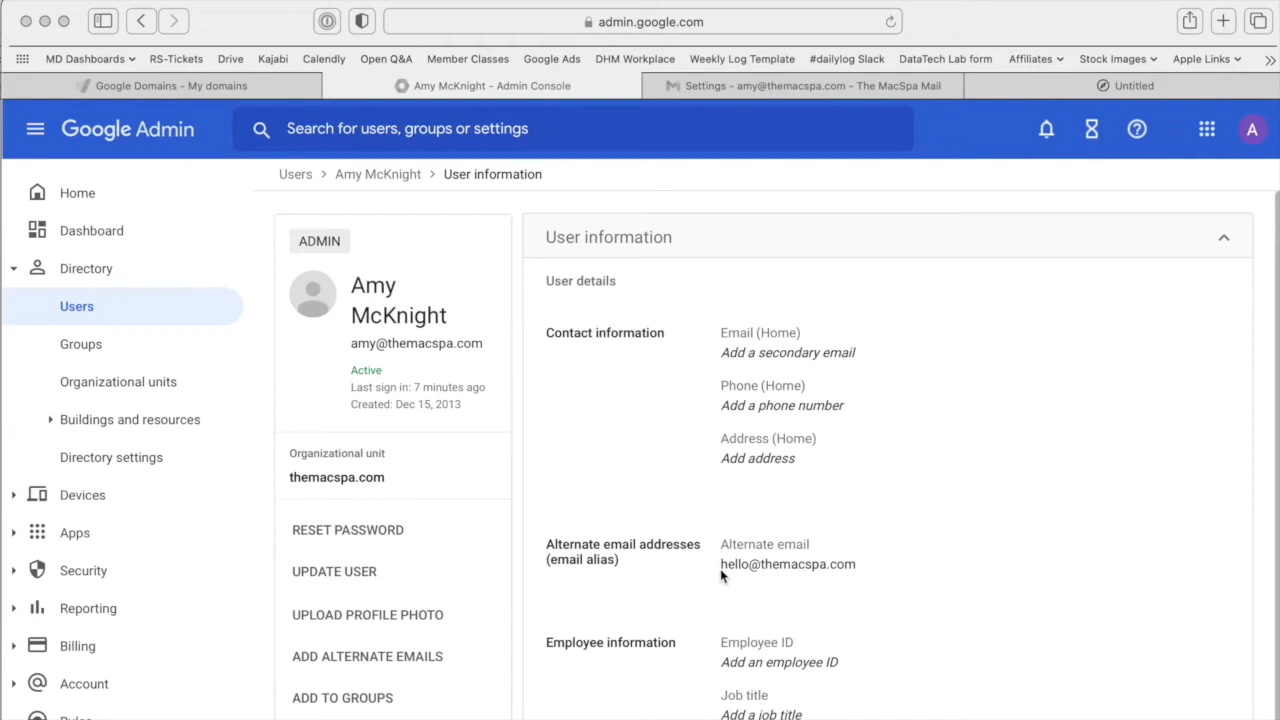 admin.google.com
MD Dashboards RS-Tickets Drive Kajabi Calendly Open Q&A Member Classes Google Ads DHM Workplace Weekly Log Template #dailylog Slack DataTech Lab form Affiliates Stock Images Apple Links
Google Domains - My domains Amy McKnight - Admin Console Settings - amy@themacspa.com - The MacSpa Mail Untitled
Google Admin Search for users, groups or settings A
Users > Amy McKnight > User information
Home
Dashboard
Directory
Users
Groups
Organizational units
Buildings and resources
Directory settings
Devices
Apps
Security
Reporting
Billing
Account
Rules
ADMIN
Amy
McKnight
amy@themacspa.com
Active
Last sign in: 7 minutes ago
Created: Dec 15, 2013
Organizational unit
themacspa.com
RESET PASSWORD
UPDATE USER
UPLOAD PROFILE PHOTO
ADD ALTERNATE EMAILS
ADD TO GROUPS
User information
User details
Contact information
Email (Home)
Add a secondary email
Phone (Home)
Add a phone number
Address (Home)
Add address
Alternate email addresses
(email alias)
Alternate email
hello@themacspa.com
Employee information
Employee ID
Add an employee ID
Job title
Add a job title